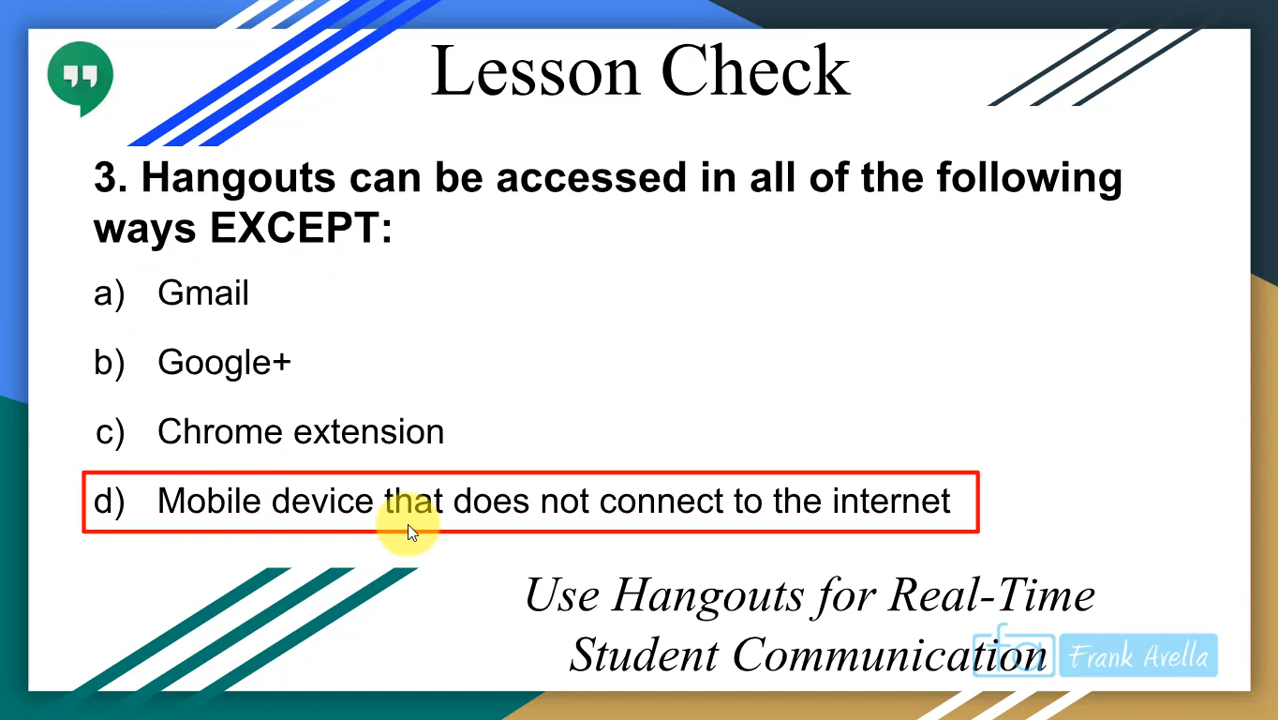 Lesson Check
3. Hangouts can be accessed in all of the following
ways EXCEPT:
a) Gmail
b) Google+
c) Chrome extension
d) Mobile device that does not connect to the internet
Use Hangouts for Real-Time
Student Communication
fa Frank Avella